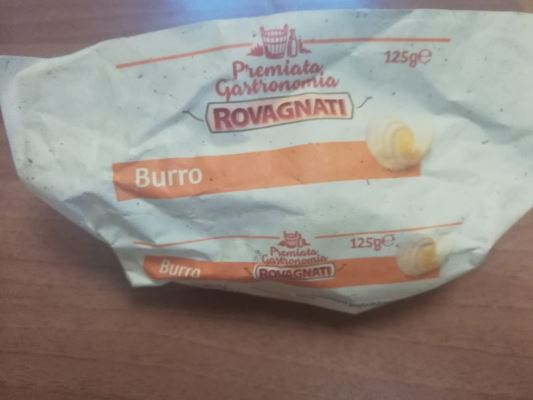 Premiata
Gastronomia
ROVAGNATI
125g℮
Burro
Premiata
Gastronomia
ROVAGNATI
125g℮
Burro